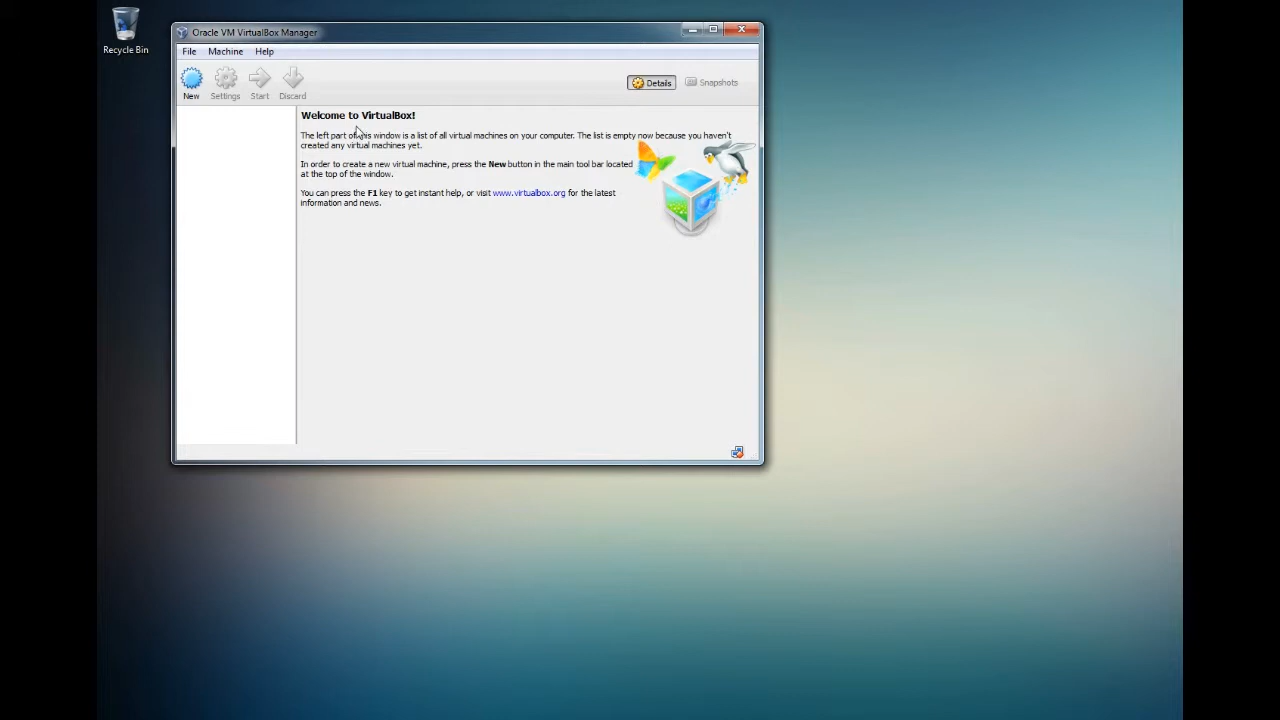 Recycle Bin
Oracle VM VirtualBox Manager
File Machine Help
New Settings Start Discard
Details Snapshots
Welcome to VirtualBox!
The left part of this window is a list of all virtual machines on your computer. The list is empty now because you haven't
created any virtual machines yet.
In order to create a new virtual machine, press the New button in the main tool bar located
at the top of the window.
You can press the F1 key to get instant help, or visit www.virtualbox.org for the latest
information and news.